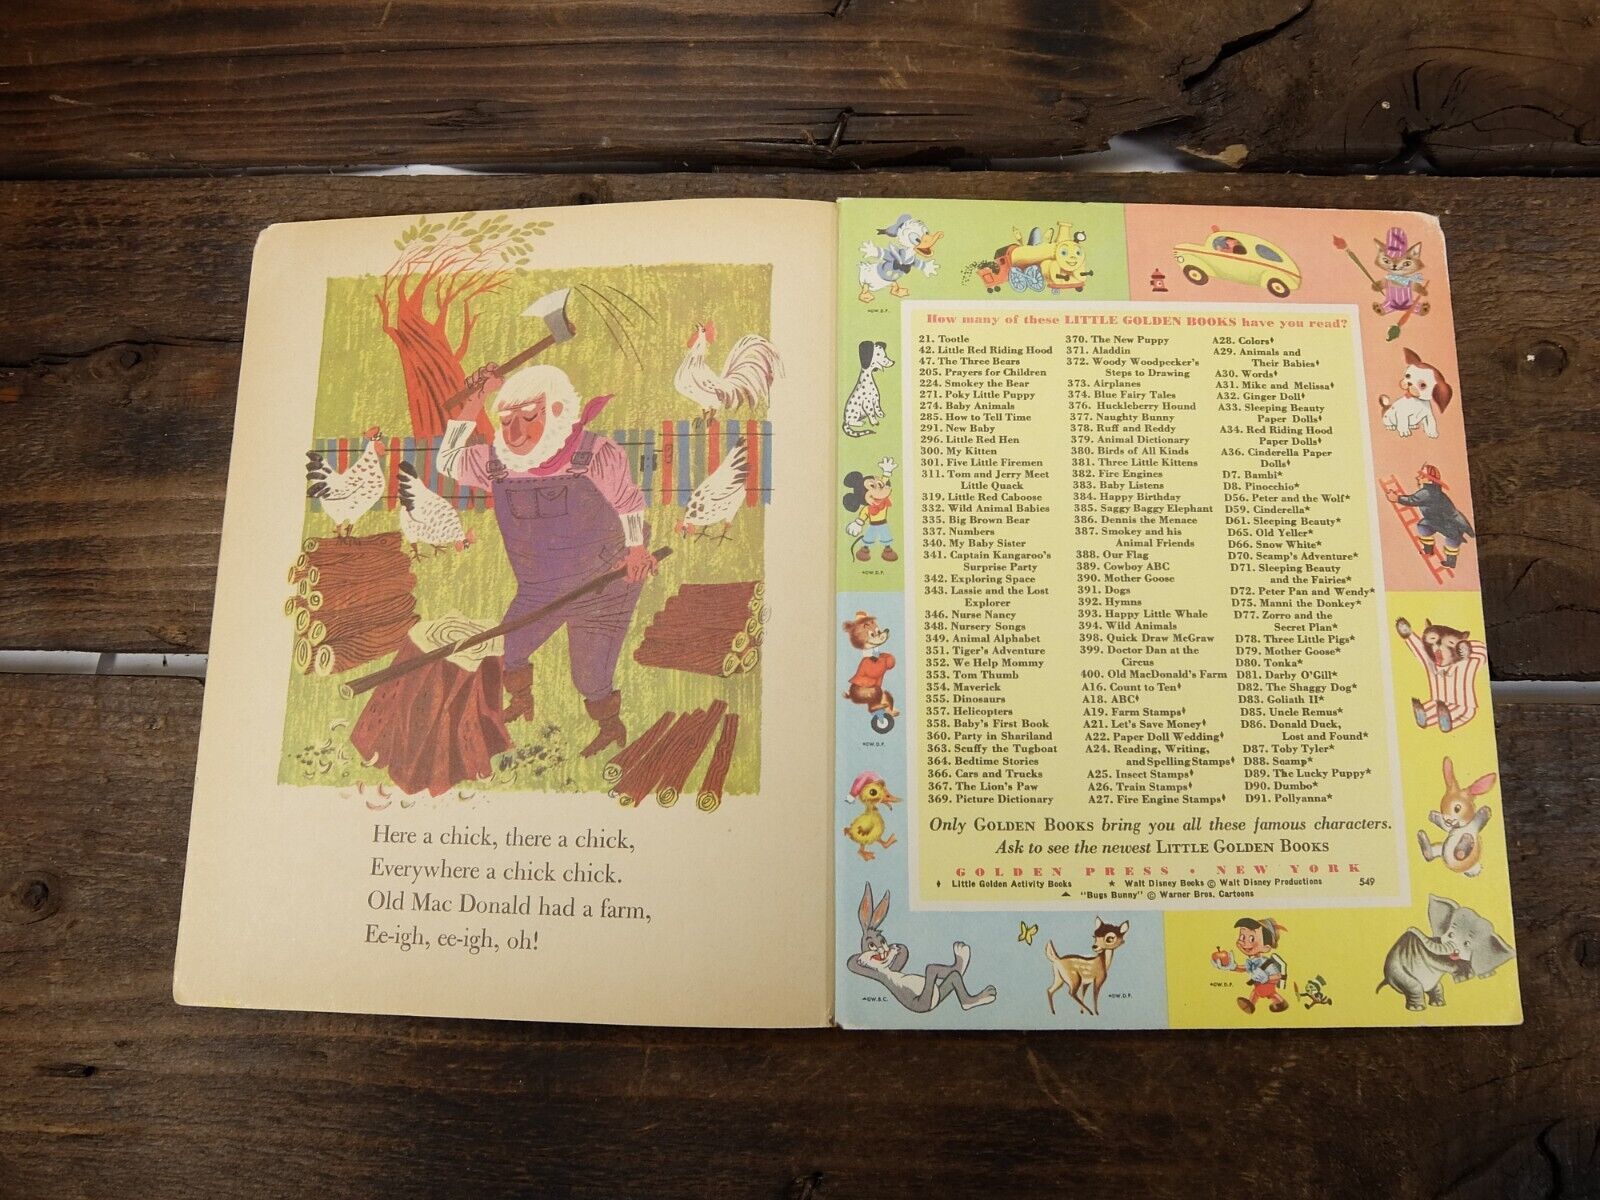 Here a chick, there a chick,
Everywhere a chick chick.
Old Mac Donald had a farm,
Ee-igh, ee-igh, oh!
How many of these LITTLE GOLDEN BOOKS have you read?
21. Tootle
42. Little Red Riding Hood
47. The Three Bears
205. Prayers for Children
224. Smokey the Bear
271. Poky Little Puppy
274. Baby Animals
285. How to Tell Time
291. New Baby
296. Little Red Hen
300. My Kitten
301. Five Little Firemen
311. Tom and Jerry Meet
Little Quack
319. Little Red Caboose
332. Wild Animal Babies
335. Big Brown Bear
337. Numbers
340. My Baby Sister
341. Captain Kangaroo's
Surprise Party
342. Exploring Space
343. Lassie and the Lost
Explorer
346. Nurse Nancy
348. Nursery Songs
349. Animal Alphabet
351. Tiger's Adventure
352. We Help Mommy
353. Tom Thumb
354. Maverick
355. Dinosaurs
357. Helicopters
358. Baby's First Book
360. Party in Shariland
363. Scuffy the Tugboat
364. Bedtime Stories
366. Cars and Trucks
367. The Lion's Paw
369. Picture Dictionary
370. The New Puppy
371. Aladdin
372. Woody Woodpecker's
Steps to Drawing
373. Airplanes
374. Blue Fairy Tales
376. Huckleberry Hound
377. Naughty Bunny
378. Ruff and Reddy
379. Animal Dictionary
380. Birds of All Kinds
381. Three Little Kittens
382. Fire Engines
383. Baby Listens
384. Happy Birthday
385. Saggy Baggy Elephant
386. Dennis the Menace
387. Smokey and his
Animal Friends
388. Our Flag
389. Cowboy ABC
390. Mother Goose
391. Dogs
392. Hymns
393. Happy Little Whale
394. Wild Animals
398. Quick Draw McGraw
399. Doctor Dan at the
Circus
400. Old MacDonald's Farm
A16. Count to Ten♦
A18. ABC♦
A19. Farm Stamps♦
A21. Let's Save Money♦
A22. Paper Doll Wedding♦
A24. Reading, Writing,
and Spelling Stamps♦
A25. Insect Stamps♦
A26. Train Stamps♦
A27. Fire Engine Stamps♦
A28. Colors♦
A29. Animals and
Their Babies♦
A30. Words♦
A31. Mike and Melissa♦
A32. Ginger Doll♦
A33. Sleeping Beauty
Paper Dolls♦
A34. Red Riding Hood
Paper Dolls♦
A36. Cinderella Paper
Dolls♦
D7. Bambi★
D8. Pinocchio★
D56. Peter and the Wolf★
D59. Cinderella★
D61. Sleeping Beauty★
D65. Old Yeller★
D66. Snow White★
D70. Scamp's Adventure★
D71. Sleeping Beauty
and the Fairies★
D72. Peter Pan and Wendy★
D75. Manni the Donkey★
D77. Zorro and the
Secret Plan★
D78. Three Little Pigs★
D79. Mother Goose★
D80. Tonka★
D81. Darby O'Gill★
D82. The Shaggy Dog★
D83. Goliath II★
D85. Uncle Remus★
D86. Donald Duck,
Lost and Found★
D87. Toby Tyler★
D88. Scamp★
D89. The Lucky Puppy★
D90. Dumbo★
D91. Pollyanna★
Only GOLDEN BOOKS bring you all these famous characters.
Ask to see the newest LITTLE GOLDEN BOOKS
GOLDEN PRESS • NEW YORK
♦ Little Golden Activity Books ★ Walt Disney Books © Walt Disney Productions 549
▲ "Bugs Bunny" © Warner Bros. Cartoons
★©W.D.P.
★©W.D.P.
★©W.D.P.
▲©W.B.C.
★©W.D.P.
★©W.D.P.